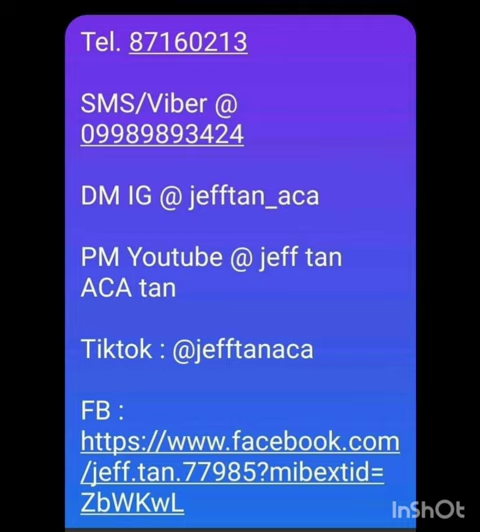 Tel. 87160213
SMS/Viber @
09989893424
DM IG @ jefftan_aca
PM Youtube @ jeff tan
ACA tan
Tiktok : @jefftanaca
FB :
https://www.facebook.com
/jeff.tan.77985?mibextid=
ZbWKwL
InShOt